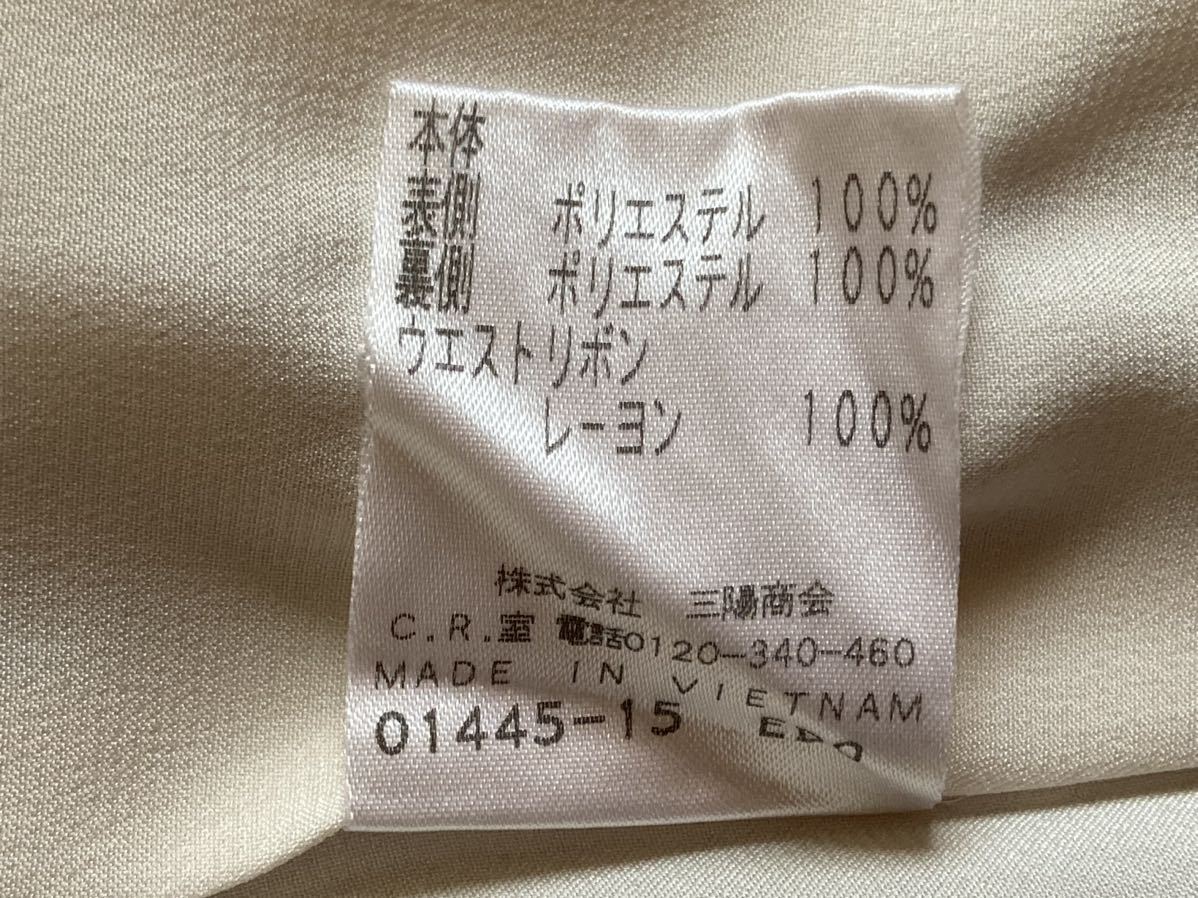 本体
表側 ポリエステル 100%
裏側 ポリエステル 100%
ウエストリボン
レーヨン 100%
株式会社 三陽商会
C.R.室 電話0120-340-460
MADE IN VIETNAM
01445-15